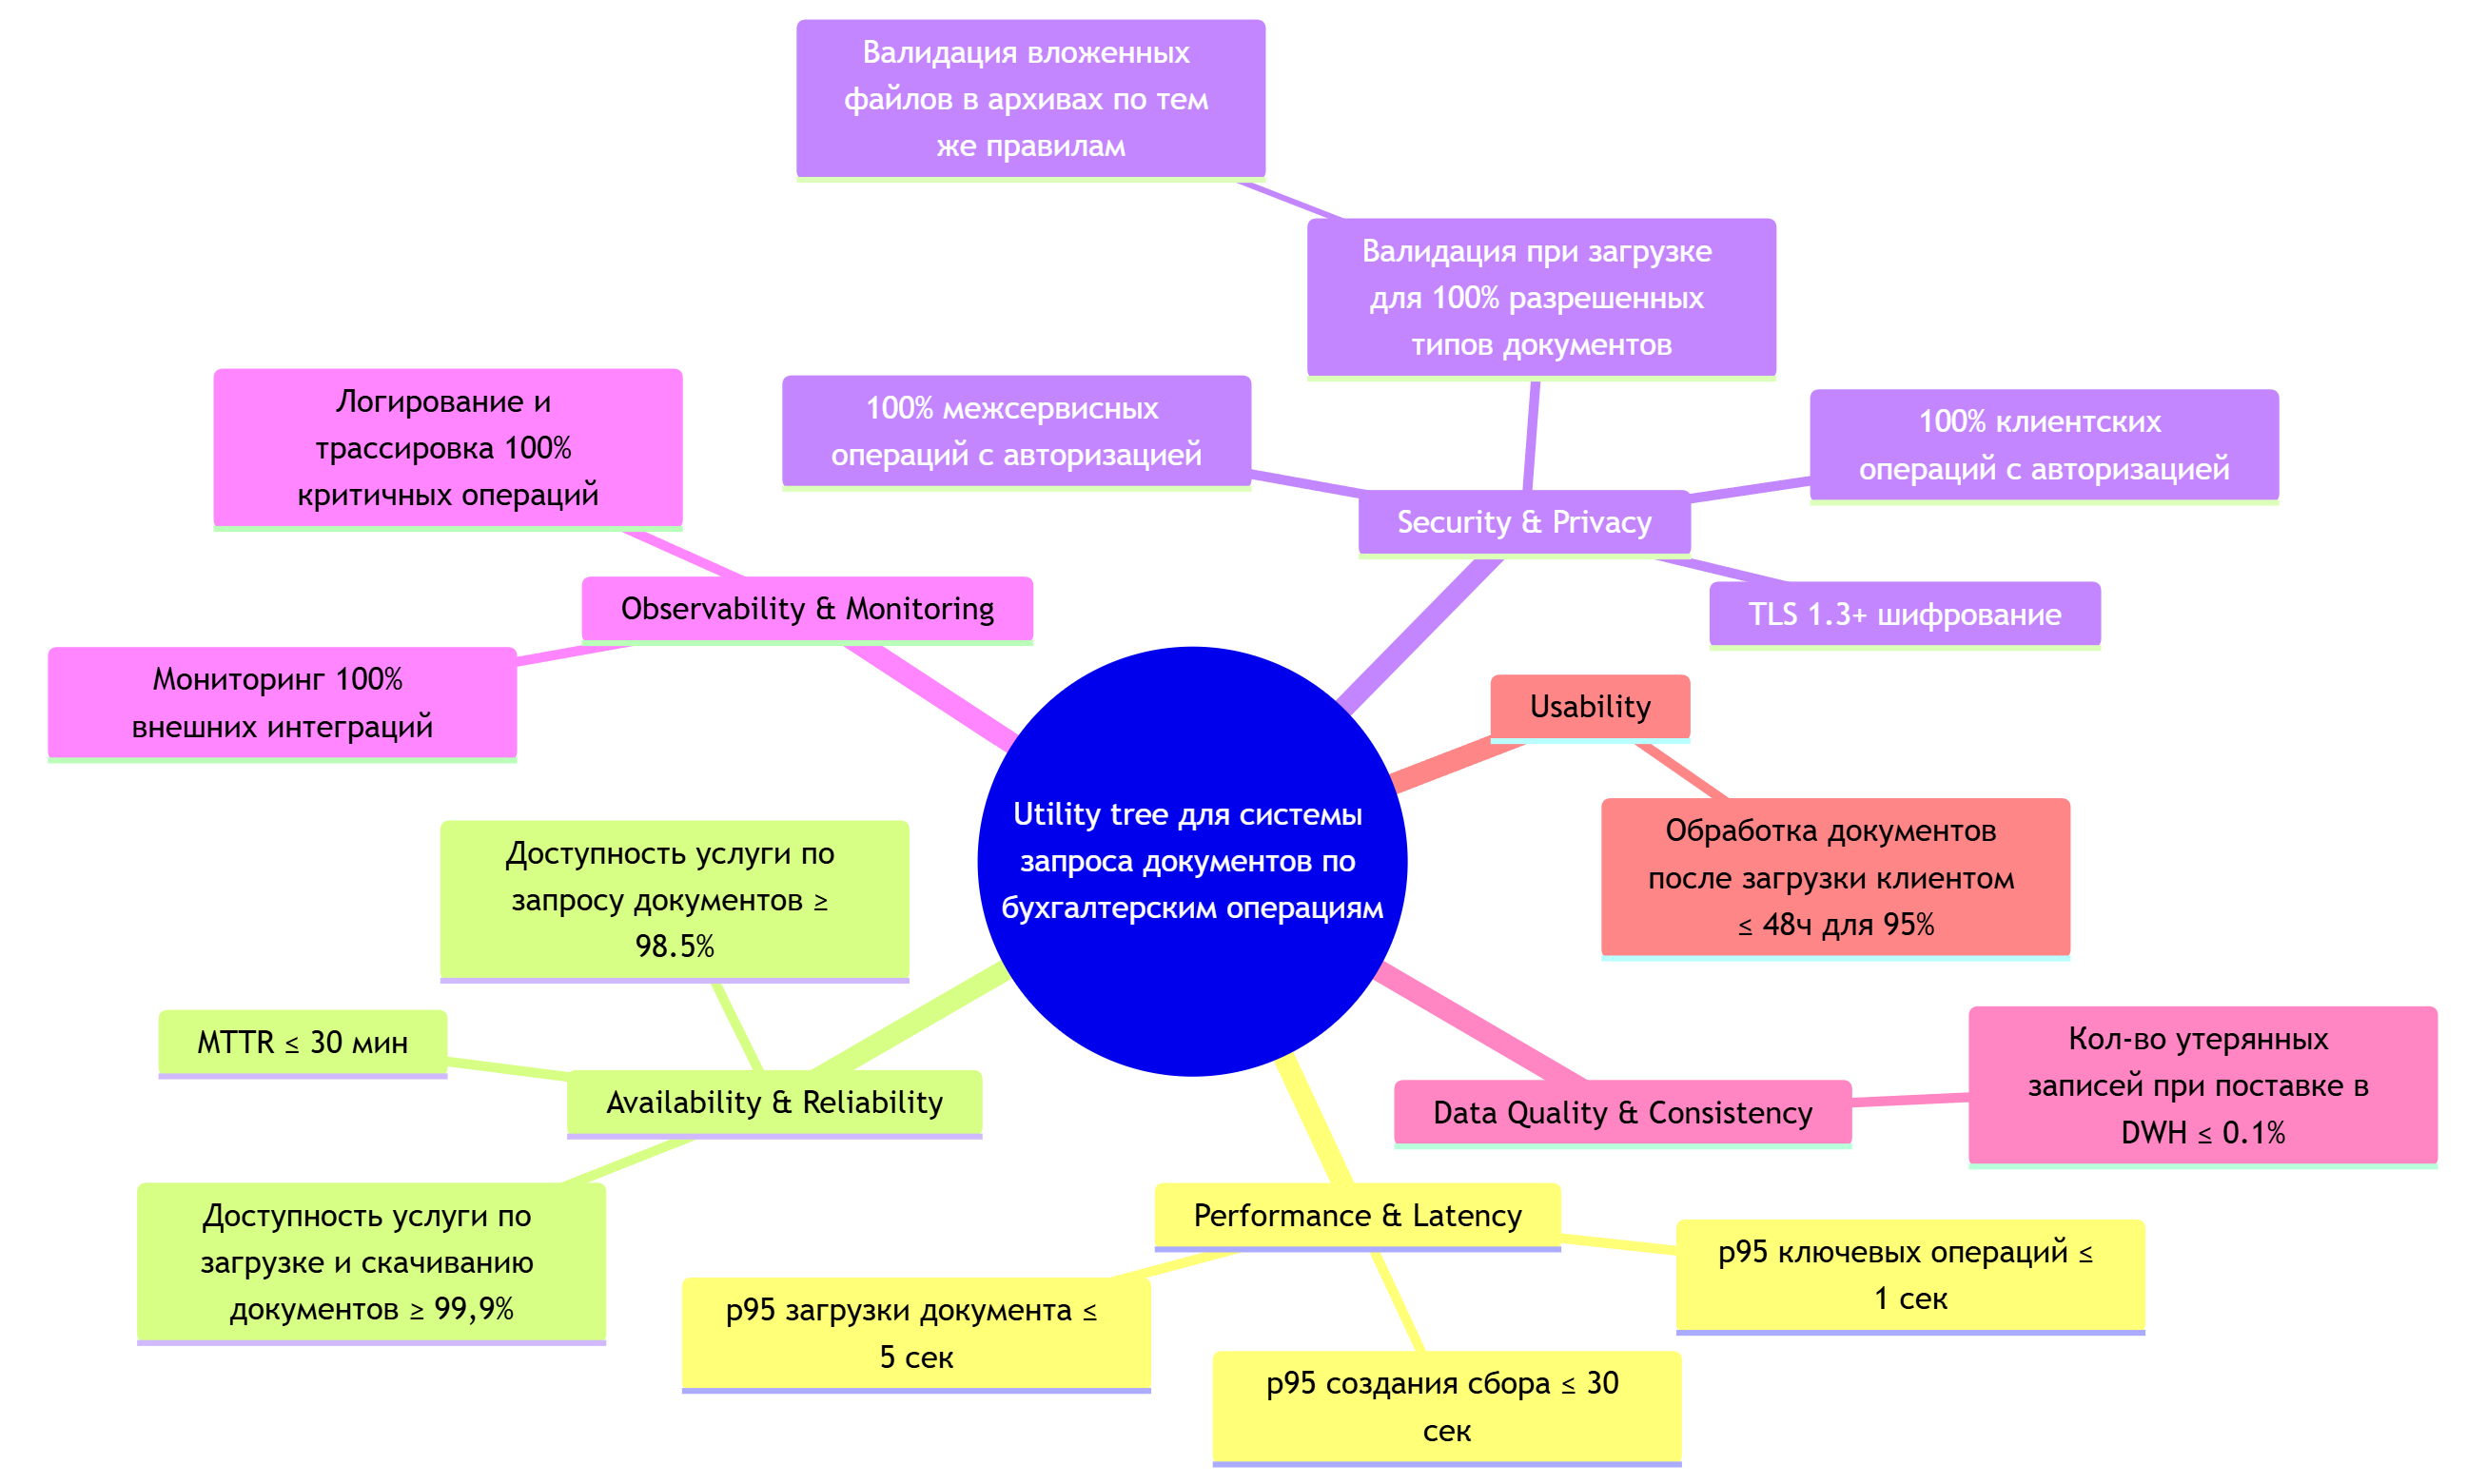 Валидация вложенных
файлов в архивах по тем
же правилам
Валидация при загрузке
для 100% разрешенных
типов документов
Логирование и
трассировка 100%
критичных операций
100% межсервисных
операций с авторизацией
100% клиентских
операций с авторизацией
Security & Privacy
Observability & Monitoring
TLS 1.3+ шифрование
Мониторинг 100%
внешних интеграций
Usability
Utility tree для системы
запроса документов по
бухгалтерским операциям
Обработка документов
после загрузки клиентом
≤ 48ч для 95%
Доступность услуги по
запросу документов ≥
98.5%
MTTR ≤ 30 мин
Availability & Reliability
Data Quality & Consistency
Кол-во утерянных
записей при поставке в
DWH ≤ 0.1%
Доступность услуги по
загрузке и скачиванию
документов ≥ 99,9%
Performance & Latency
p95 ключевых операций ≤
1 сек
p95 загрузки документа ≤
5 сек
p95 создания сбора ≤ 30
сек